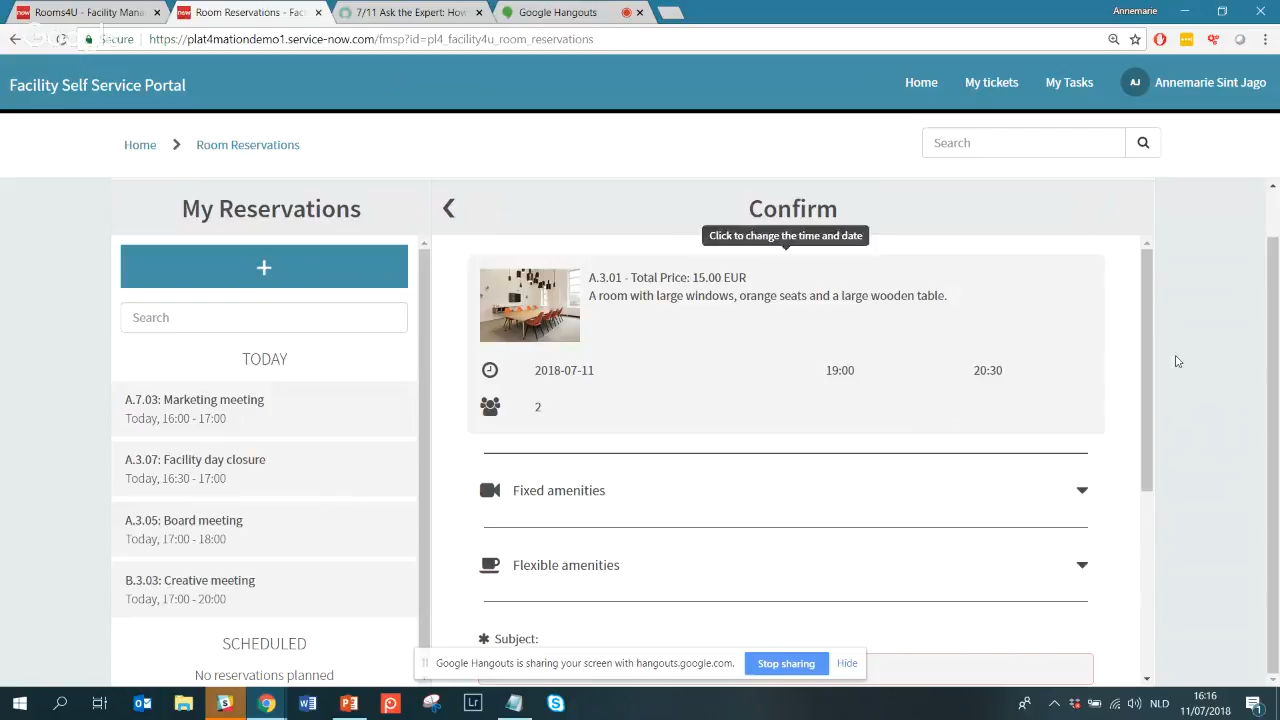 Rooms4U - Facility Mana
Room Reservations - Fac
7/11 Ask the Expert: How
Google Hangouts
Annemarie
Secure
https://plat4mationdemo1.service-now.com/fmsp?id=pl4_facility4u_room_reservations
Facility Self Service Portal
Home
My tickets
My Tasks
AJ
Annemarie Sint Jago
Home
Room Reservations
Search
My Reservations
+
Search
TODAY
A.7.03: Marketing meeting
Today, 16:00 - 17:00
A.3.07: Facility day closure
Today, 16:30 - 17:00
A.3.05: Board meeting
Today, 17:00 - 18:00
B.3.03: Creative meeting
Today, 17:00 - 20:00
SCHEDULED
No reservations planned
Confirm
Click to change the time and date
A.3.01 - Total Price: 15.00 EUR
A room with large windows, orange seats and a large wooden table.
2018-07-11
19:00
20:30
2
Fixed amenities
Flexible amenities
✱ Subject:
Google Hangouts is sharing your screen with hangouts.google.com.
Stop sharing
Hide
NLD
16:16
11/07/2018